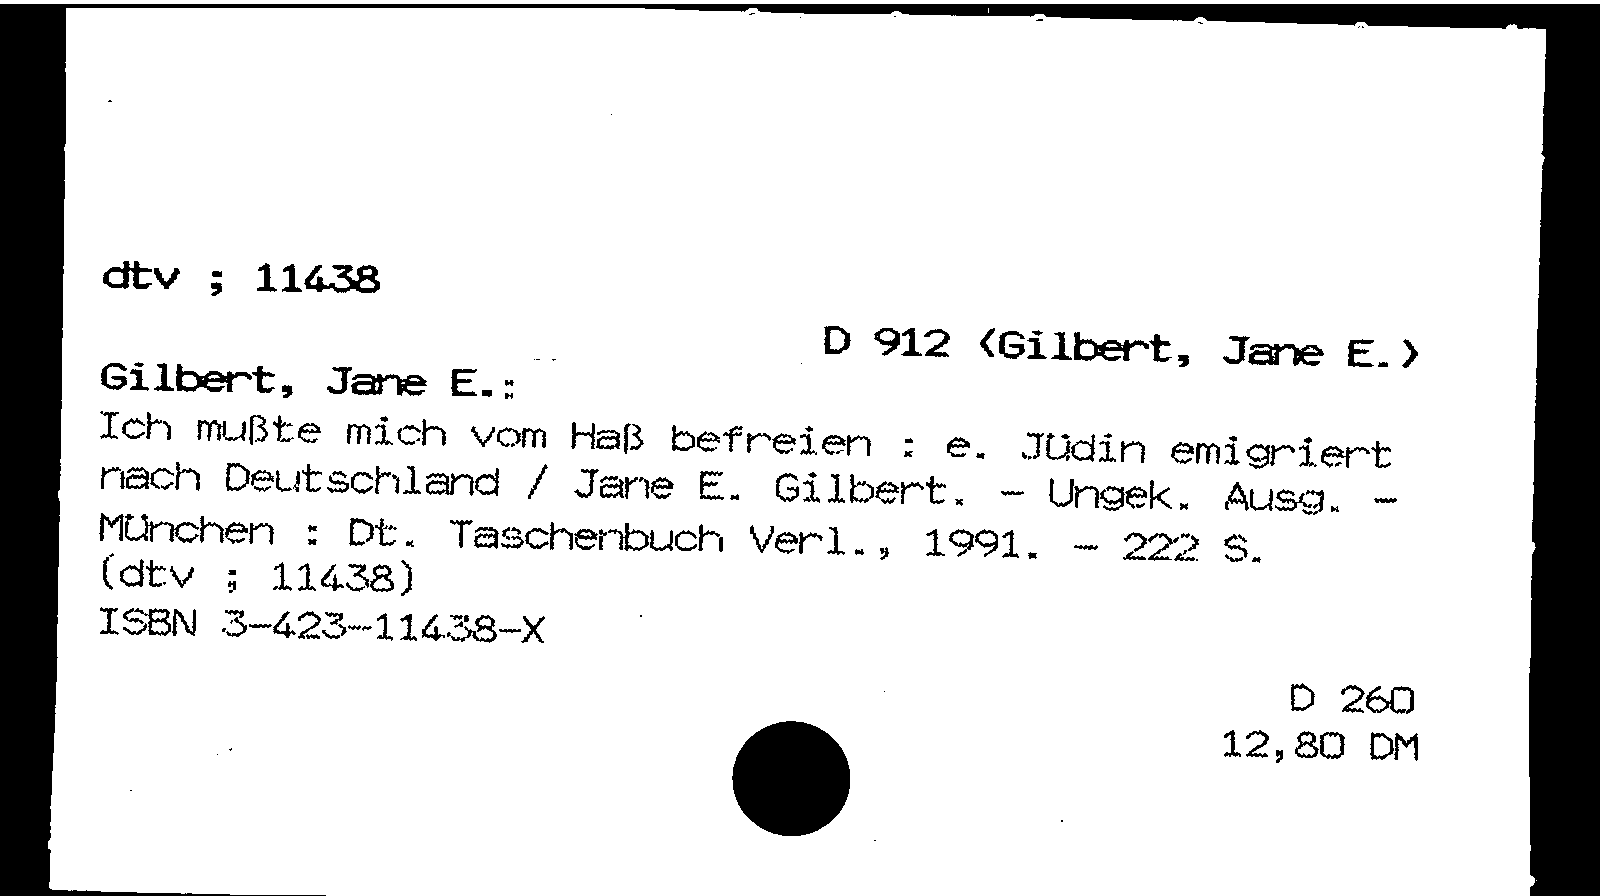 dtv ; 11438
D 912 <Gilbert, Jane E.>
Gilbert, Jane E.:
Ich mußte mich vom Haß befreien : e. Jüdin emigriert
nach Deutschland / Jane E. Gilbert. - Ungek. Ausg. -
München : Dt. Taschenbuch Verl., 1991. - 222 S.
(dtv ; 11438)
ISBN 3-423-11438-X
D 260
12,80 DM